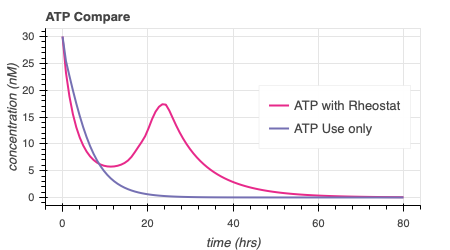 ATP Compare
concentration (nM)
30
25
20
15
10
5
0
ATP with Rheostat
ATP Use only
0 20 40 60 80
time (hrs)